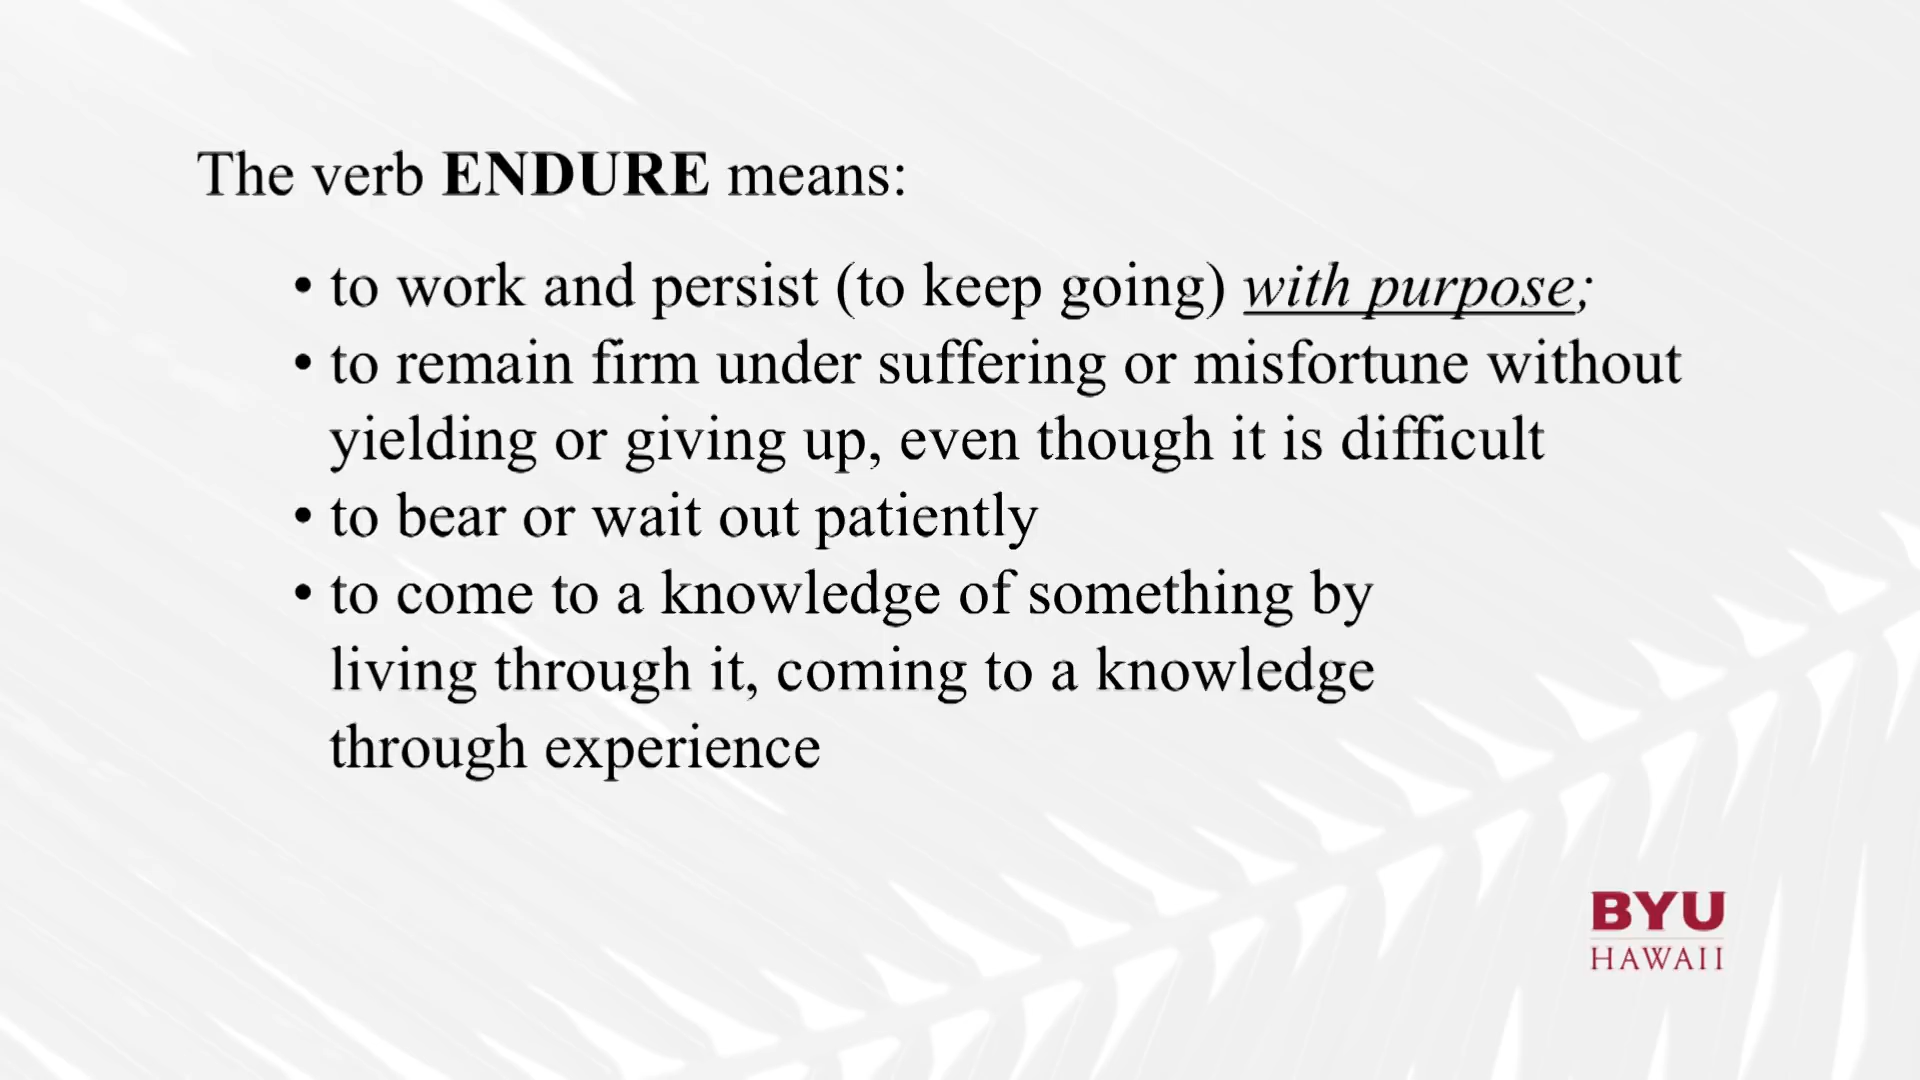 The verb ENDURE means:
• to work and persist (to keep going) with purpose;
• to remain firm under suffering or misfortune without
yielding or giving up, even though it is difficult
• to bear or wait out patiently
• to come to a knowledge of something by
living through it, coming to a knowledge
through experience
BYU
HAWAII